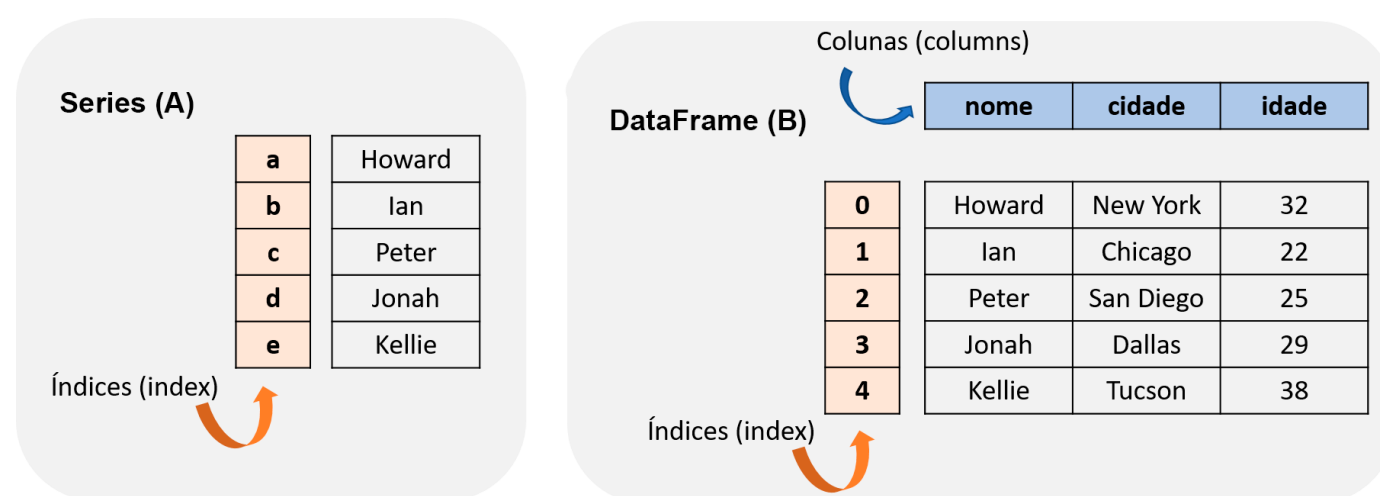 Series (A)
a Howard
b Ian
c Peter
d Jonah
e Kellie
Índices (index)
Colunas (columns)
DataFrame (B)
nome cidade idade
0 Howard New York 32
1 Ian Chicago 22
2 Peter San Diego 25
3 Jonah Dallas 29
4 Kellie Tucson 38
Índices (index)